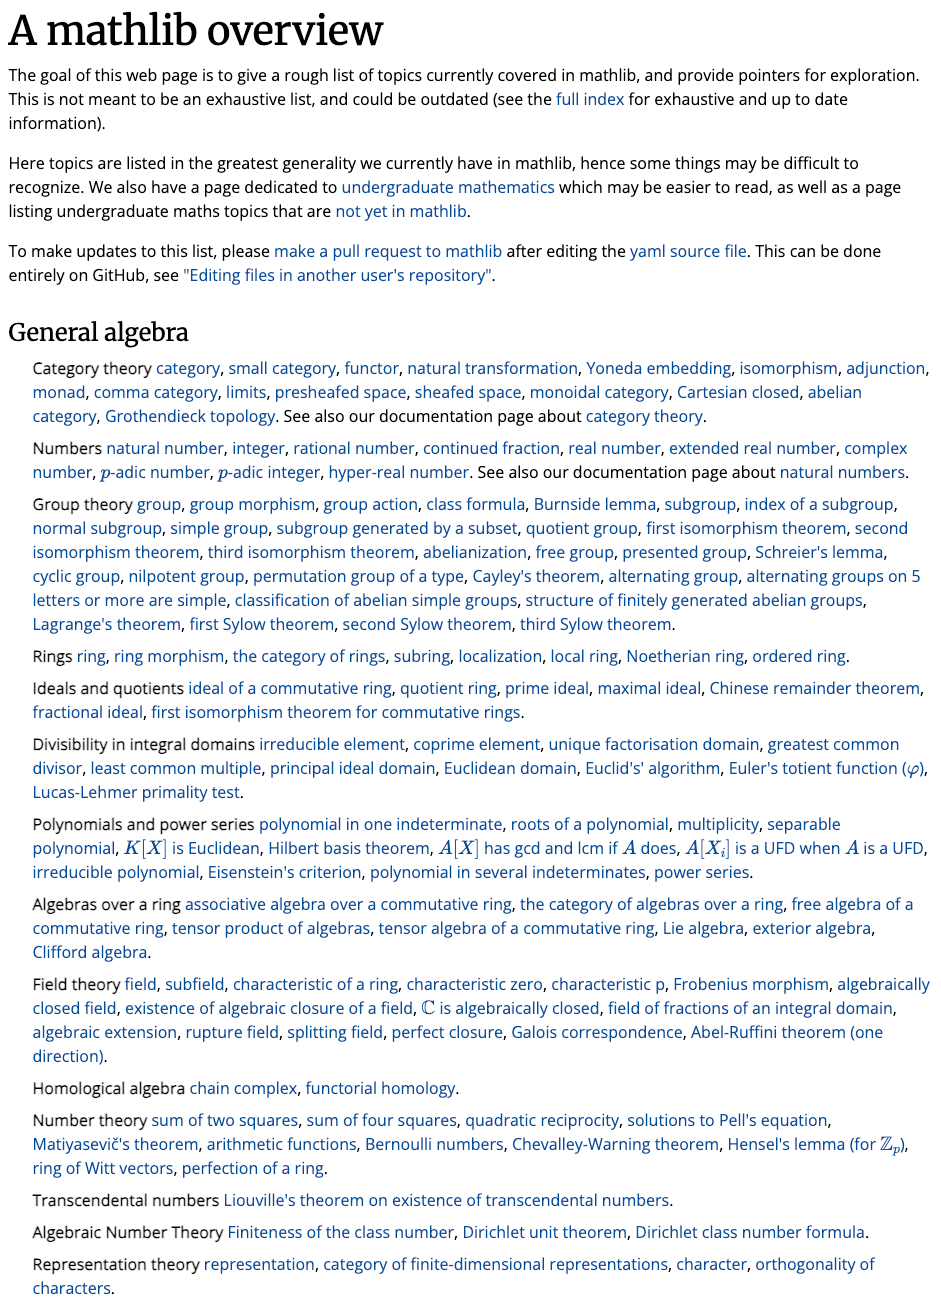 A mathlib overview
The goal of this web page is to give a rough list of topics currently covered in mathlib, and provide pointers for exploration.
This is not meant to be an exhaustive list, and could be outdated (see the full index for exhaustive and up to date
information).
Here topics are listed in the greatest generality we currently have in mathlib, hence some things may be difficult to
recognize. We also have a page dedicated to undergraduate mathematics which may be easier to read, as well as a page
listing undergraduate maths topics that are not yet in mathlib.
To make updates to this list, please make a pull request to mathlib after editing the yaml source file. This can be done
entirely on GitHub, see "Editing files in another user's repository".
General algebra
Category theory category, small category, functor, natural transformation, Yoneda embedding, isomorphism, adjunction,
monad, comma category, limits, presheafed space, sheafed space, monoidal category, Cartesian closed, abelian
category, Grothendieck topology. See also our documentation page about category theory.
Numbers natural number, integer, rational number, continued fraction, real number, extended real number, complex
number, p-adic number, p-adic integer, hyper-real number. See also our documentation page about natural numbers.
Group theory group, group morphism, group action, class formula, Burnside lemma, subgroup, index of a subgroup,
normal subgroup, simple group, subgroup generated by a subset, quotient group, first isomorphism theorem, second
isomorphism theorem, third isomorphism theorem, abelianization, free group, presented group, Schreier's lemma,
cyclic group, nilpotent group, permutation group of a type, Cayley's theorem, alternating group, alternating groups on 5
letters or more are simple, classification of abelian simple groups, structure of finitely generated abelian groups,
Lagrange's theorem, first Sylow theorem, second Sylow theorem, third Sylow theorem.
Rings ring, ring morphism, the category of rings, subring, localization, local ring, Noetherian ring, ordered ring.
Ideals and quotients ideal of a commutative ring, quotient ring, prime ideal, maximal ideal, Chinese remainder theorem,
fractional ideal, first isomorphism theorem for commutative rings.
Divisibility in integral domains irreducible element, coprime element, unique factorisation domain, greatest common
divisor, least common multiple, principal ideal domain, Euclidean domain, Euclid's' algorithm, Euler's totient function (φ),
Lucas-Lehmer primality test.
Polynomials and power series polynomial in one indeterminate, roots of a polynomial, multiplicity, separable
polynomial, K[X] is Euclidean, Hilbert basis theorem, A[X] has gcd and lcm if A does, A[Xᵢ] is a UFD when A is a UFD,
irreducible polynomial, Eisenstein's criterion, polynomial in several indeterminates, power series.
Algebras over a ring associative algebra over a commutative ring, the category of algebras over a ring, free algebra of a
commutative ring, tensor product of algebras, tensor algebra of a commutative ring, Lie algebra, exterior algebra,
Clifford algebra.
Field theory field, subfield, characteristic of a ring, characteristic zero, characteristic p, Frobenius morphism, algebraically
closed field, existence of algebraic closure of a field, ℂ is algebraically closed, field of fractions of an integral domain,
algebraic extension, rupture field, splitting field, perfect closure, Galois correspondence, Abel-Ruffini theorem (one
direction).
Homological algebra chain complex, functorial homology.
Number theory sum of two squares, sum of four squares, quadratic reciprocity, solutions to Pell's equation,
Matiyasevič's theorem, arithmetic functions, Bernoulli numbers, Chevalley-Warning theorem, Hensel's lemma (for ℤₚ),
ring of Witt vectors, perfection of a ring.
Transcendental numbers Liouville's theorem on existence of transcendental numbers.
Algebraic Number Theory Finiteness of the class number, Dirichlet unit theorem, Dirichlet class number formula.
Representation theory representation, category of finite-dimensional representations, character, orthogonality of
characters.